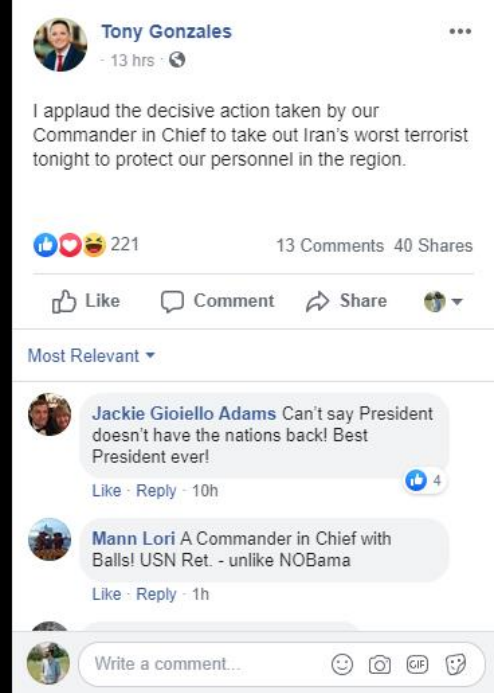 Tony Gonzales
13 hrs
I applaud the decisive action taken by our
Commander in Chief to take out Iran's worst terrorist
tonight to protect our personnel in the region.
221
13 Comments 40 Shares
Like Comment Share
Most Relevant
Jackie Gioiello Adams Can't say President
doesn't have the nations back! Best
President ever!
4
Like · Reply · 10h
Mann Lori A Commander in Chief with
Balls! USN Ret. - unlike NOBama
Like · Reply · 1h
Write a comment...
GIF